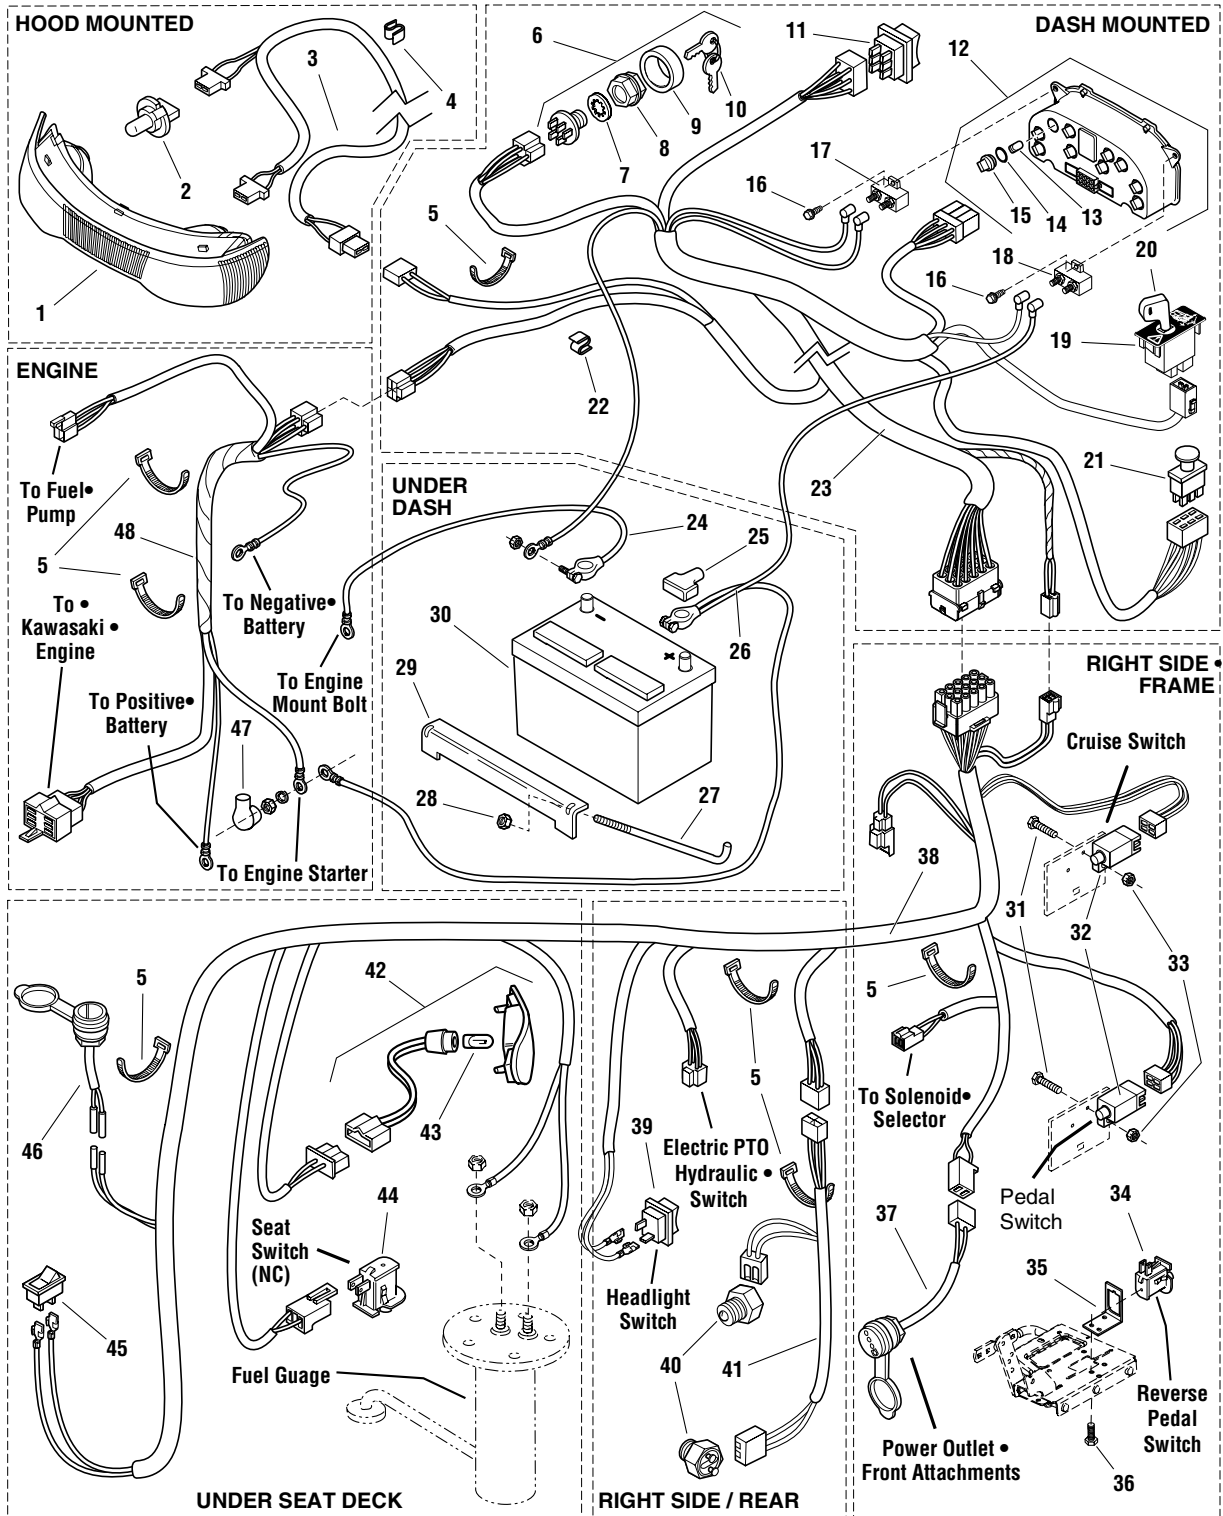 HOOD MOUNTED
DASH MOUNTED
1
2
3
4
5
6
7
8
9
10
11
12
13
14
15
16
17
16
18
19
20
21
22
23
ENGINE
To Fuel•
Pump
5
48
To •
Kawasaki •
Engine
To Negative•
Battery
To Engine
Mount Bolt
To Positive•
Battery
47
To Engine Starter
UNDER
DASH
24
25
26
27
28
29
30
-
+
RIGHT SIDE •
FRAME
Cruise Switch
31
32
33
38
5
To Solenoid•
Selector
Pedal
Switch
34
35
36
37
Reverse
Pedal
Switch
Power Outlet •
Front Attachments
5
42
43
46
44
Seat
Switch
(NC)
45
Fuel Guage
UNDER SEAT DECK
5
39
Electric PTO
Hydraulic •
Switch
Headlight
Switch
40
41
RIGHT SIDE / REAR